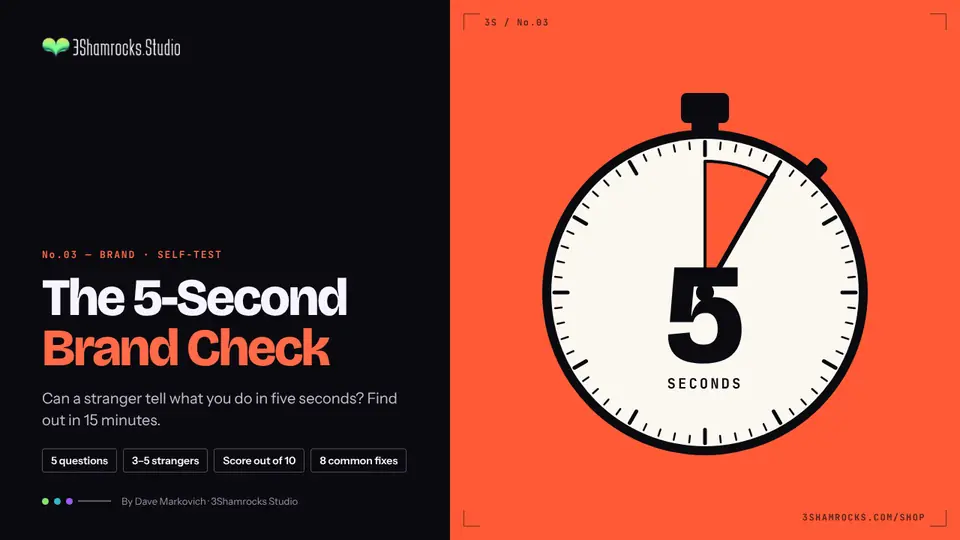 3Shamrocks.Studio
No.03 — BRAND · SELF-TEST
The 5-Second
Brand Check
Can a stranger tell what you do in five seconds? Find
out in 15 minutes.
5 questions
3–5 strangers
Score out of 10
8 common fixes
By Dave Markovich · 3Shamrocks Studio
3S / No.03
5
SECONDS
3SHAMROCKS.COM/SHOP